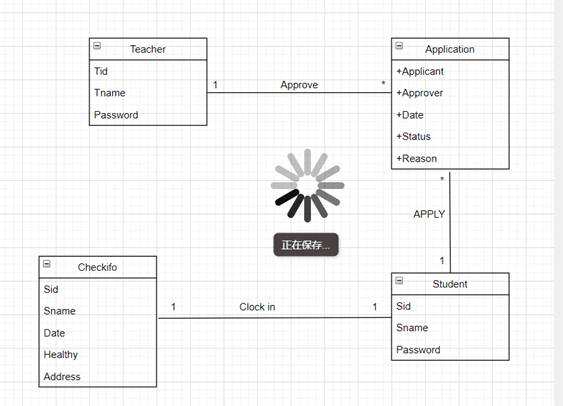 Teacher
Tid
Tname
Password
1
Approve
*
Application
+Applicant
+Approver
+Date
+Status
+Reason
*
APPLY
1
正在保存...
Checkifo
Sid
Sname
Date
Healthy
Address
1
Clock in
1
Student
Sid
Sname
Password